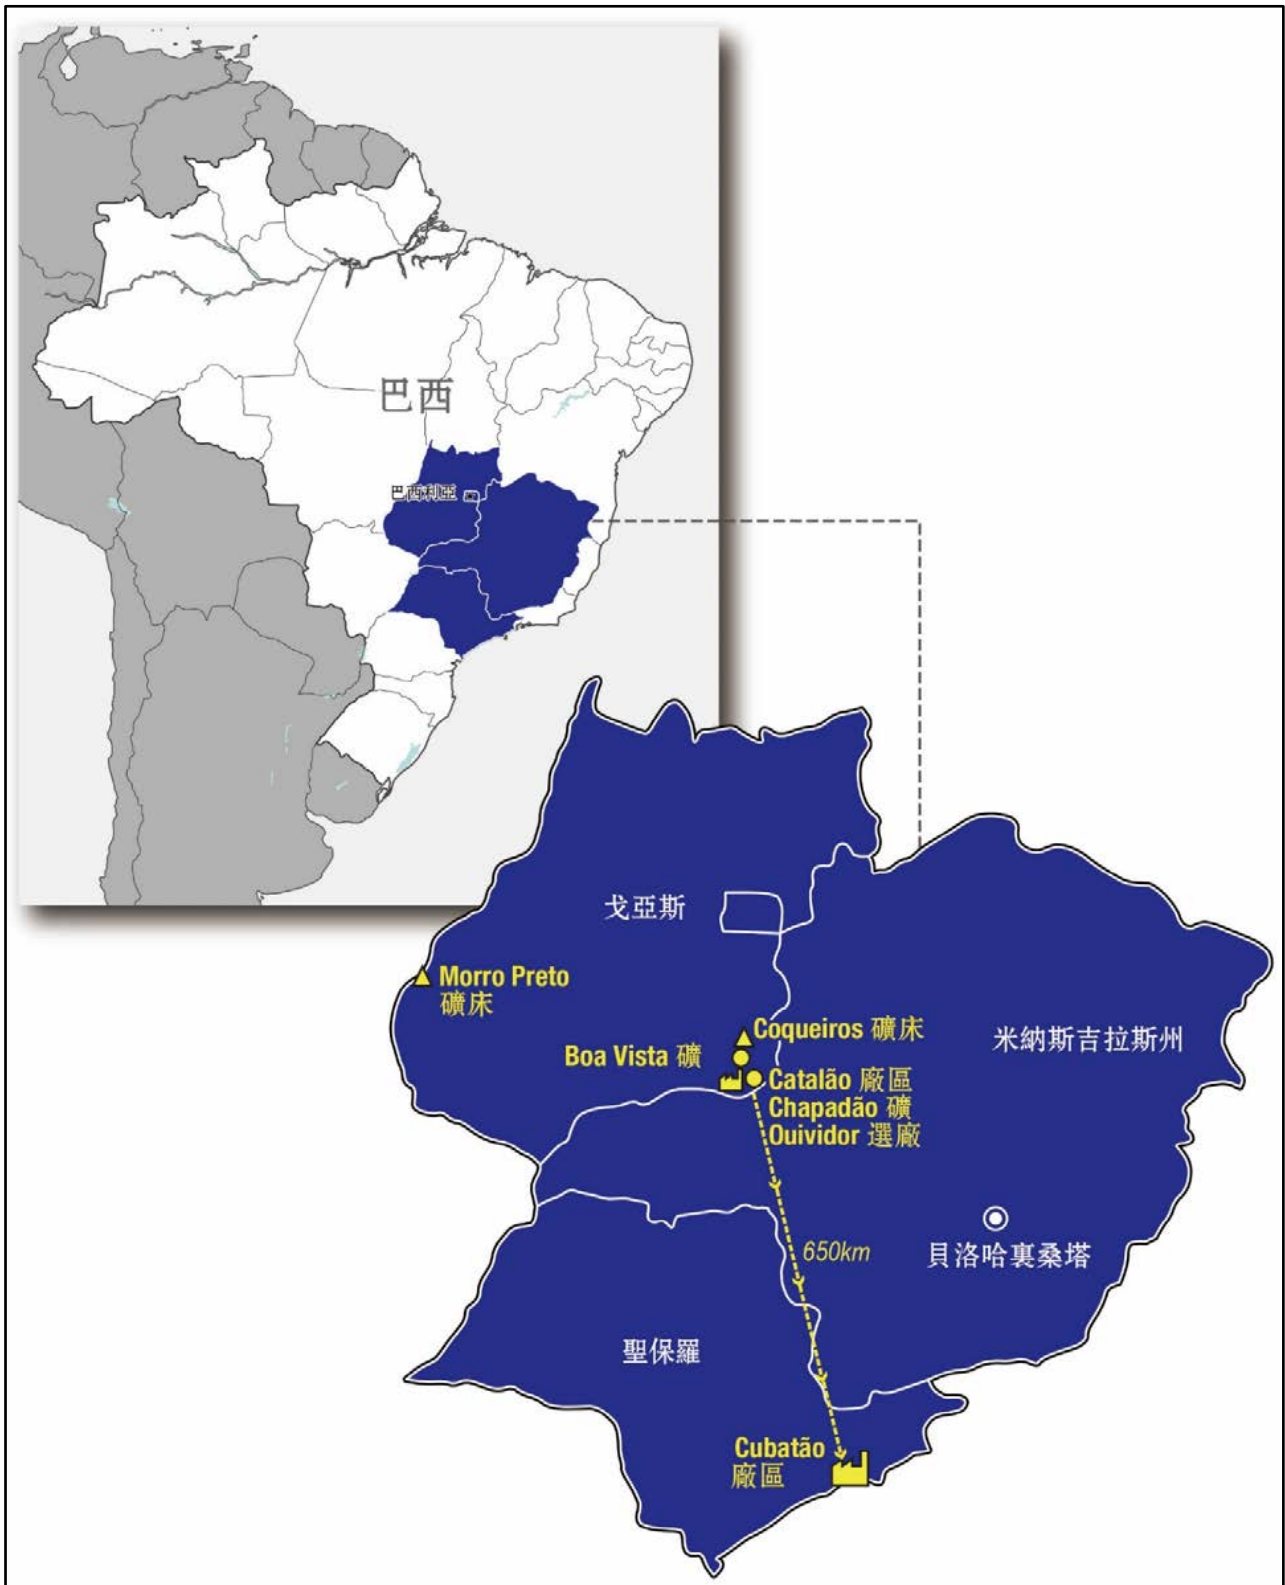 巴西
巴西利亞
戈亞斯
Morro Preto
礦床
Coqueiros 礦床
米納斯吉拉斯州
Boa Vista 礦
Catalão 廠區
Chapadão 礦
Ouividor 選廠
650km
貝洛哈裏桑塔
聖保羅
Cubatão
廠區